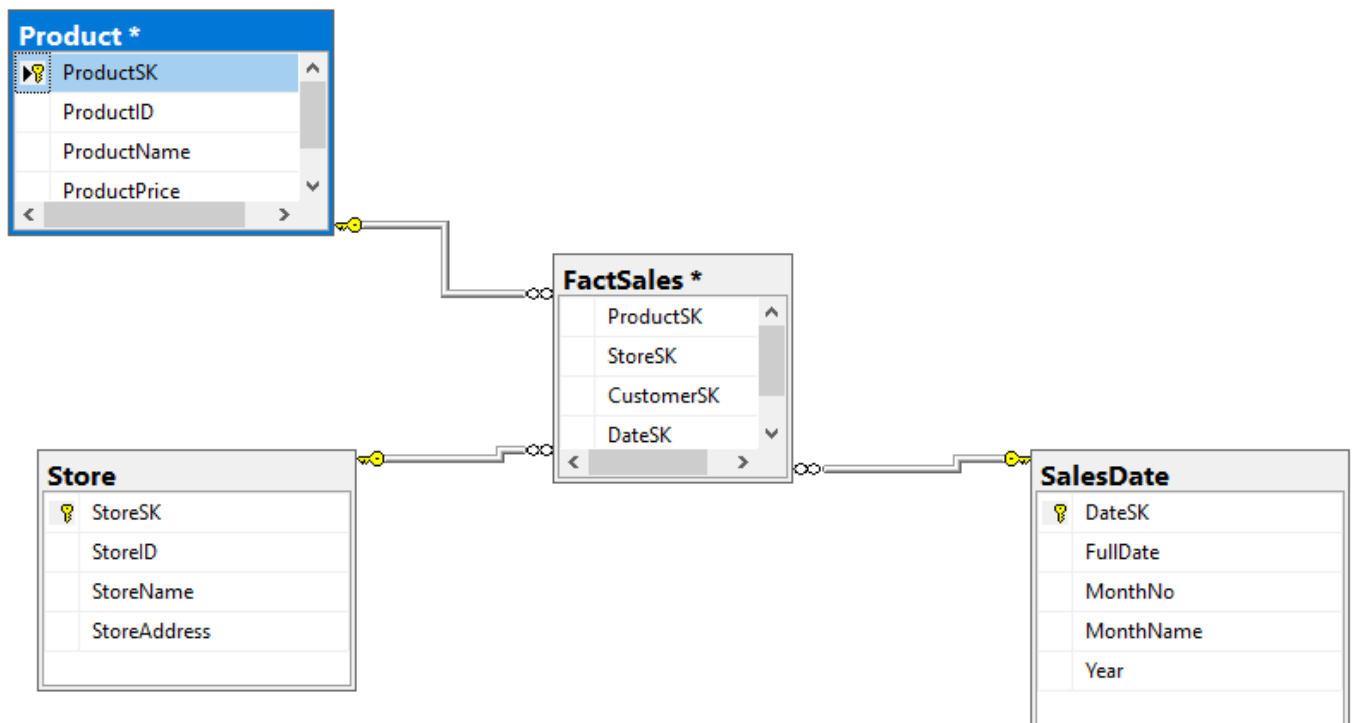 Product *
ProductSK
ProductID
ProductName
ProductPrice
FactSales *
ProductSK
StoreSK
CustomerSK
DateSK
Store
StoreSK
StoreID
StoreName
StoreAddress
SalesDate
DateSK
FullDate
MonthNo
MonthName
Year